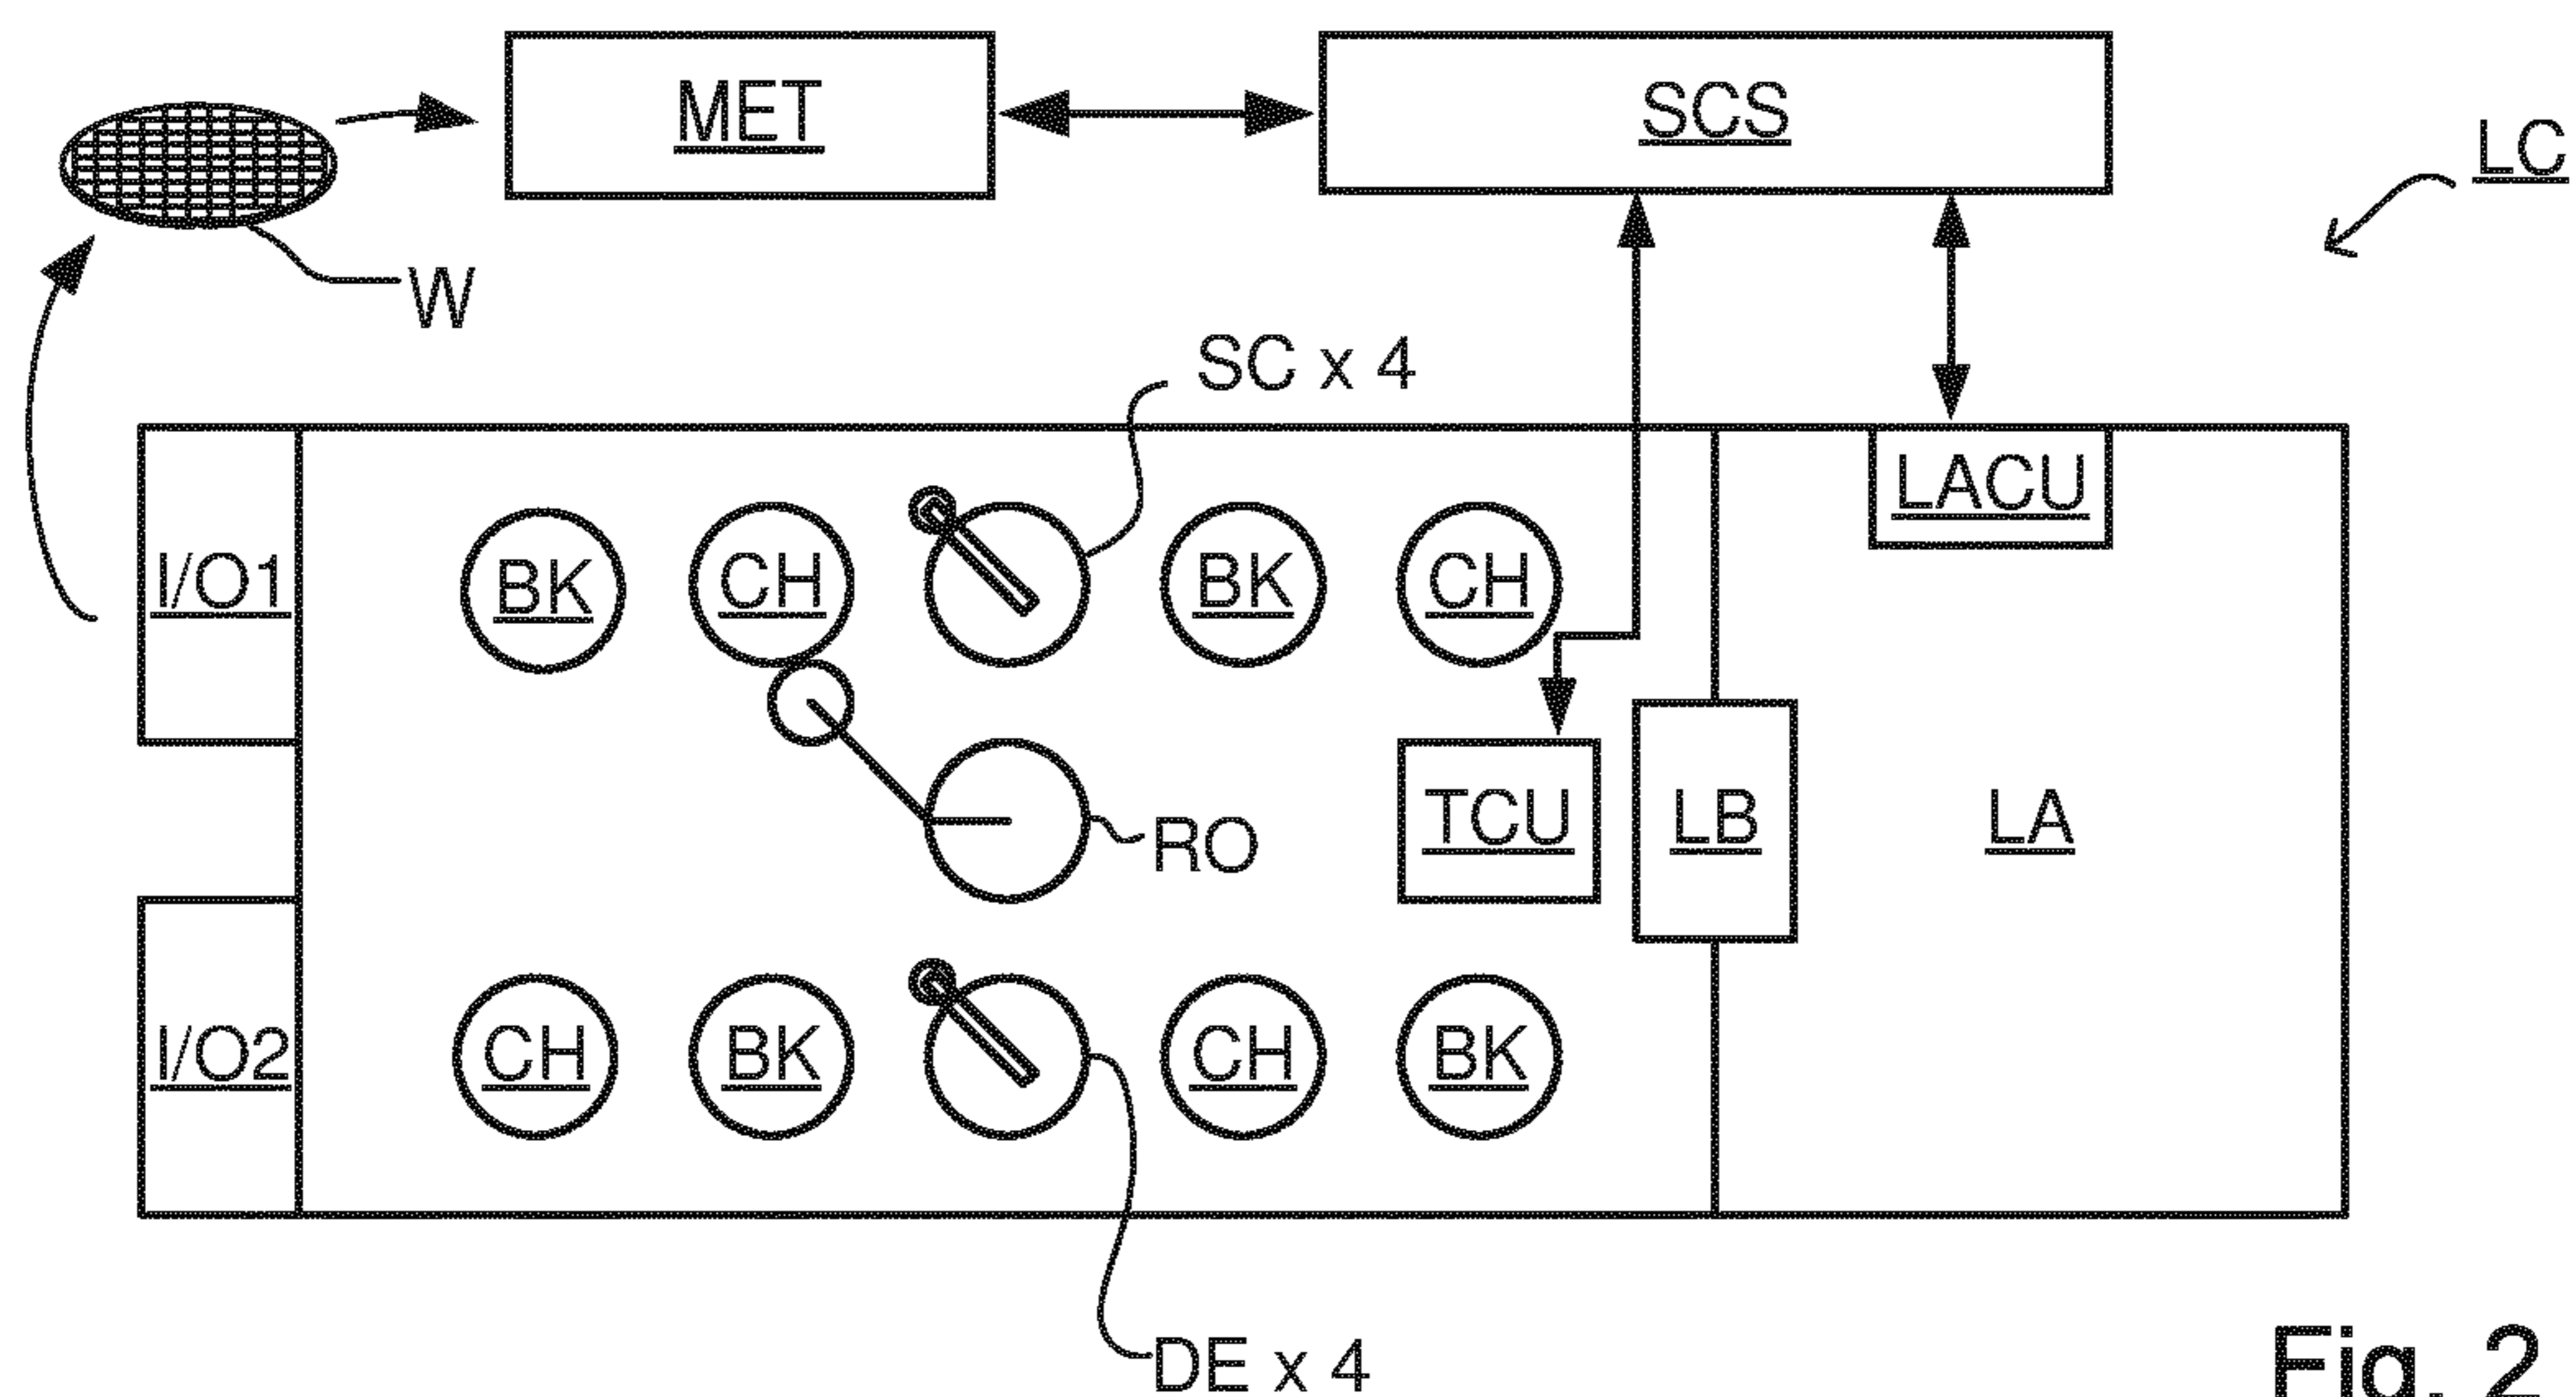 MET
SCS
LC
W
SC x 4
LACU
I/O1
BK
CH
BK
CH
RO
TCU
LB
LA
I/O2
CH
BK
CH
BK
DE x 4
Fig. 2